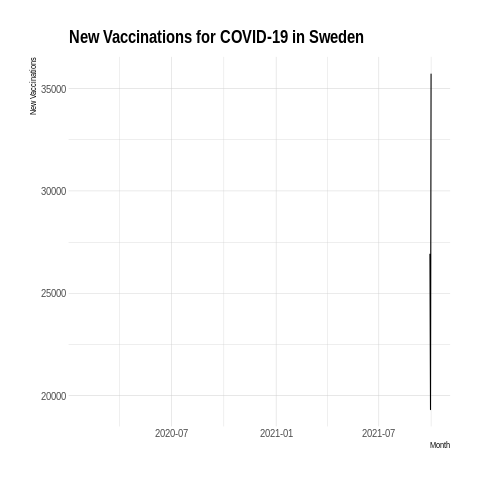 New Vaccinations for COVID-19 in Sweden
New Vaccinations
35000
30000
25000
20000
2020-07
2021-01
2021-07
Month